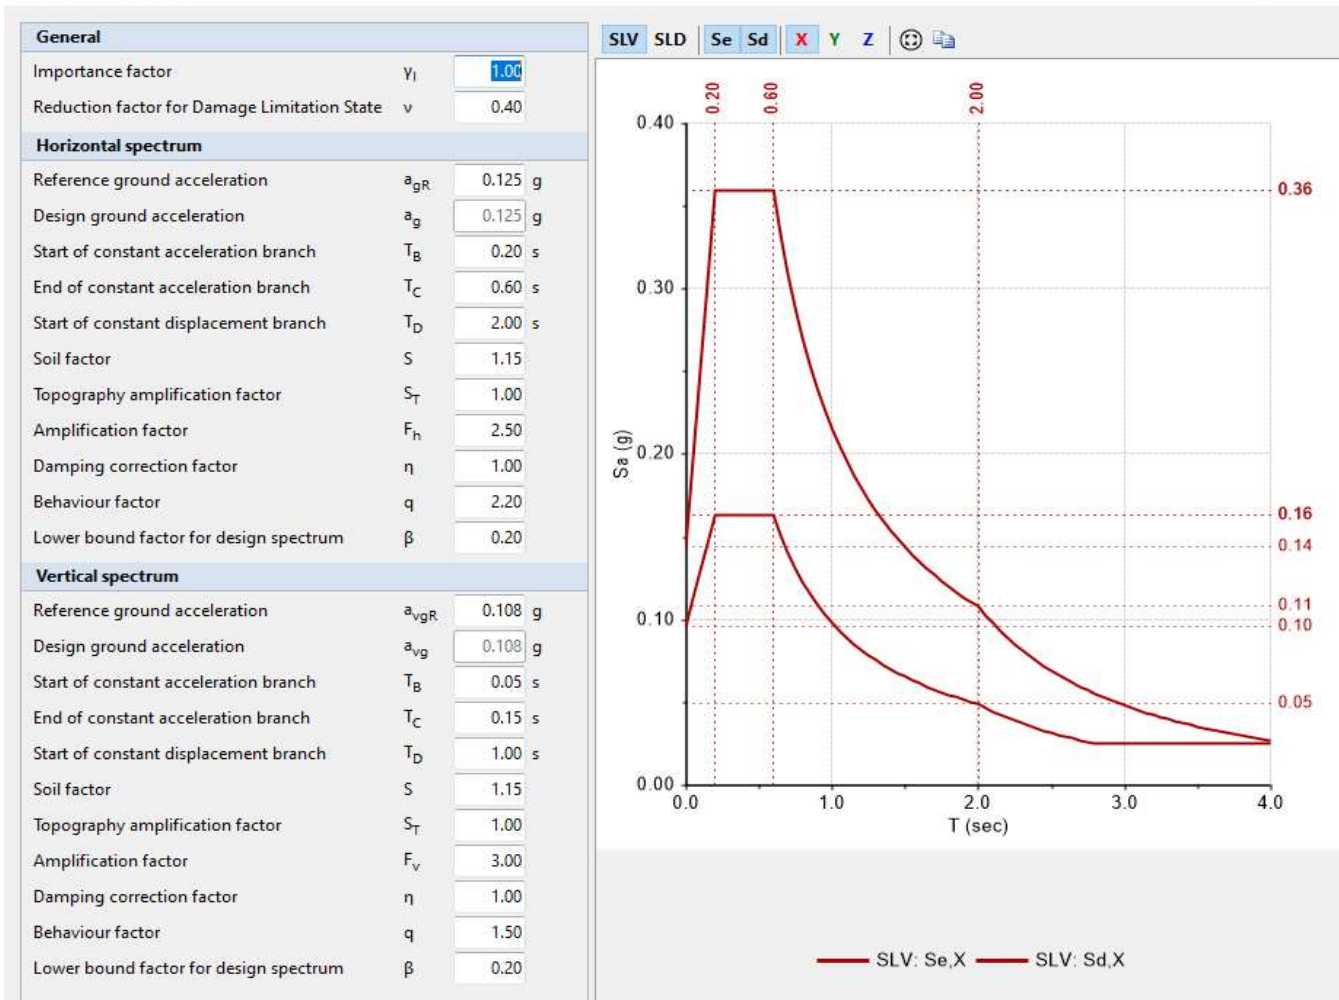 General
Importance factor γI 1.00
Reduction factor for Damage Limitation State ν 0.40
Horizontal spectrum
Reference ground acceleration agR 0.125 g
Design ground acceleration ag 0.125 g
Start of constant acceleration branch TB 0.20 s
End of constant acceleration branch TC 0.60 s
Start of constant displacement branch TD 2.00 s
Soil factor S 1.15
Topography amplification factor ST 1.00
Amplification factor Fh 2.50
Damping correction factor η 1.00
Behaviour factor q 2.20
Lower bound factor for design spectrum β 0.20
Vertical spectrum
Reference ground acceleration avgR 0.108 g
Design ground acceleration avg 0.108 g
Start of constant acceleration branch TB 0.05 s
End of constant acceleration branch TC 0.15 s
Start of constant displacement branch TD 1.00 s
Soil factor S 1.15
Topography amplification factor ST 1.00
Amplification factor Fv 3.00
Damping correction factor η 1.00
Behaviour factor q 1.50
Lower bound factor for design spectrum β 0.20
SLV SLD Se Sd X Y Z
0.20 0.60 2.00
0.40
0.30
0.20
0.10
0.00
Sa (g)
0.36
0.16
0.14
0.11
0.10
0.05
0.0 1.0 2.0 3.0 4.0
T (sec)
SLV: Se,X SLV: Sd,X